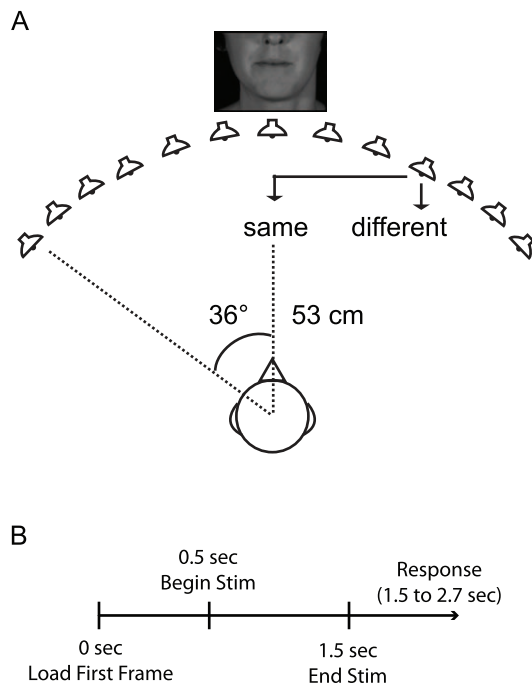 A
same
different
36°
53 cm
B
0.5 sec
Begin Stim
Response
(1.5 to 2.7 sec)
0 sec
Load First Frame
1.5 sec
End Stim